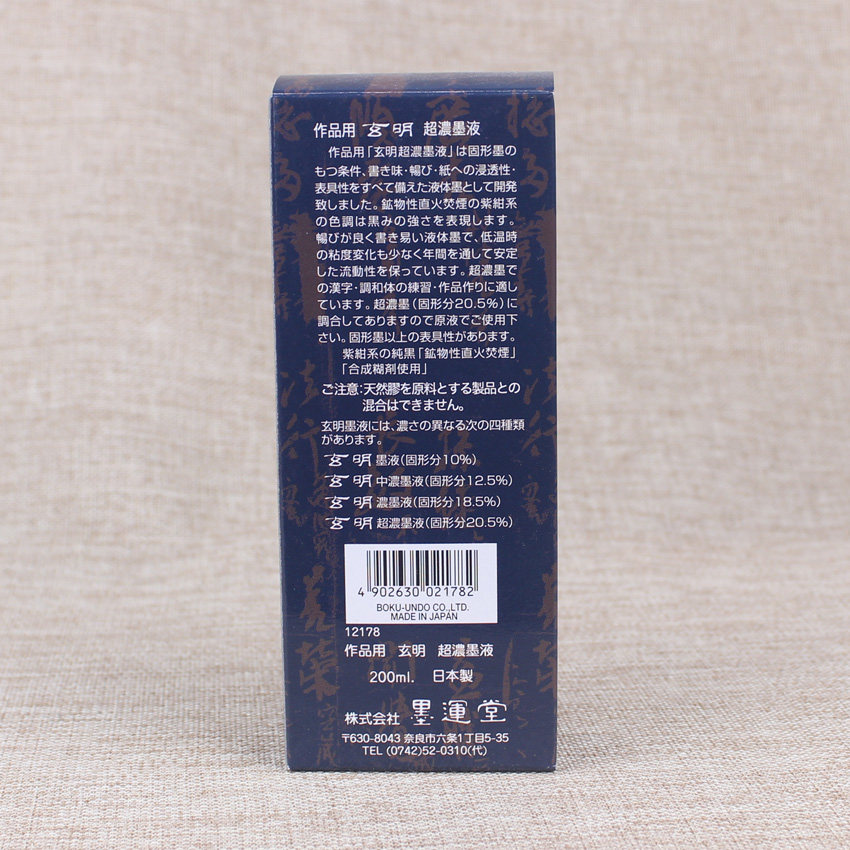 作品用 玄明 超濃墨液
作品用「玄明超濃墨液」は固形墨の
もつ条件、書き味・暢び・紙への浸透性・
表具性をすべて備えた液体墨として開発
致しました。鉱物性直火焚煙の紫紺系
の色調は黒みの強さを表現します。
暢びが良く書き易い液体墨で、低温時
の粘度変化も少なく年間を通して安定
した流動性を保っています。超濃墨で
の漢字・調和体の練習・作品作りに適し
ています。超濃墨(固形分20.5%)に
調合してありますので原液でご使用下
さい。固形墨以上の表具性があります。
紫紺系の純黒「鉱物性直火焚煙」
「合成糊剤使用」
ご注意:天然膠を原料とする製品との
混合はできません。
玄明墨液には、濃さの異なる次の四種類
があります。
玄明 墨液(固形分10%)
玄明 中濃墨液(固形分12.5%)
玄明 濃墨液(固形分18.5%)
玄明 超濃墨液(固形分20.5%)
4 902630 021782
BOKU-UNDO CO.,LTD.
MADE IN JAPAN
12178
作品用 玄明 超濃墨液
200ml. 日本製
株式会社 墨運堂
〒630-8043 奈良市六条1丁目5-35
TEL (0742)52-0310(代)